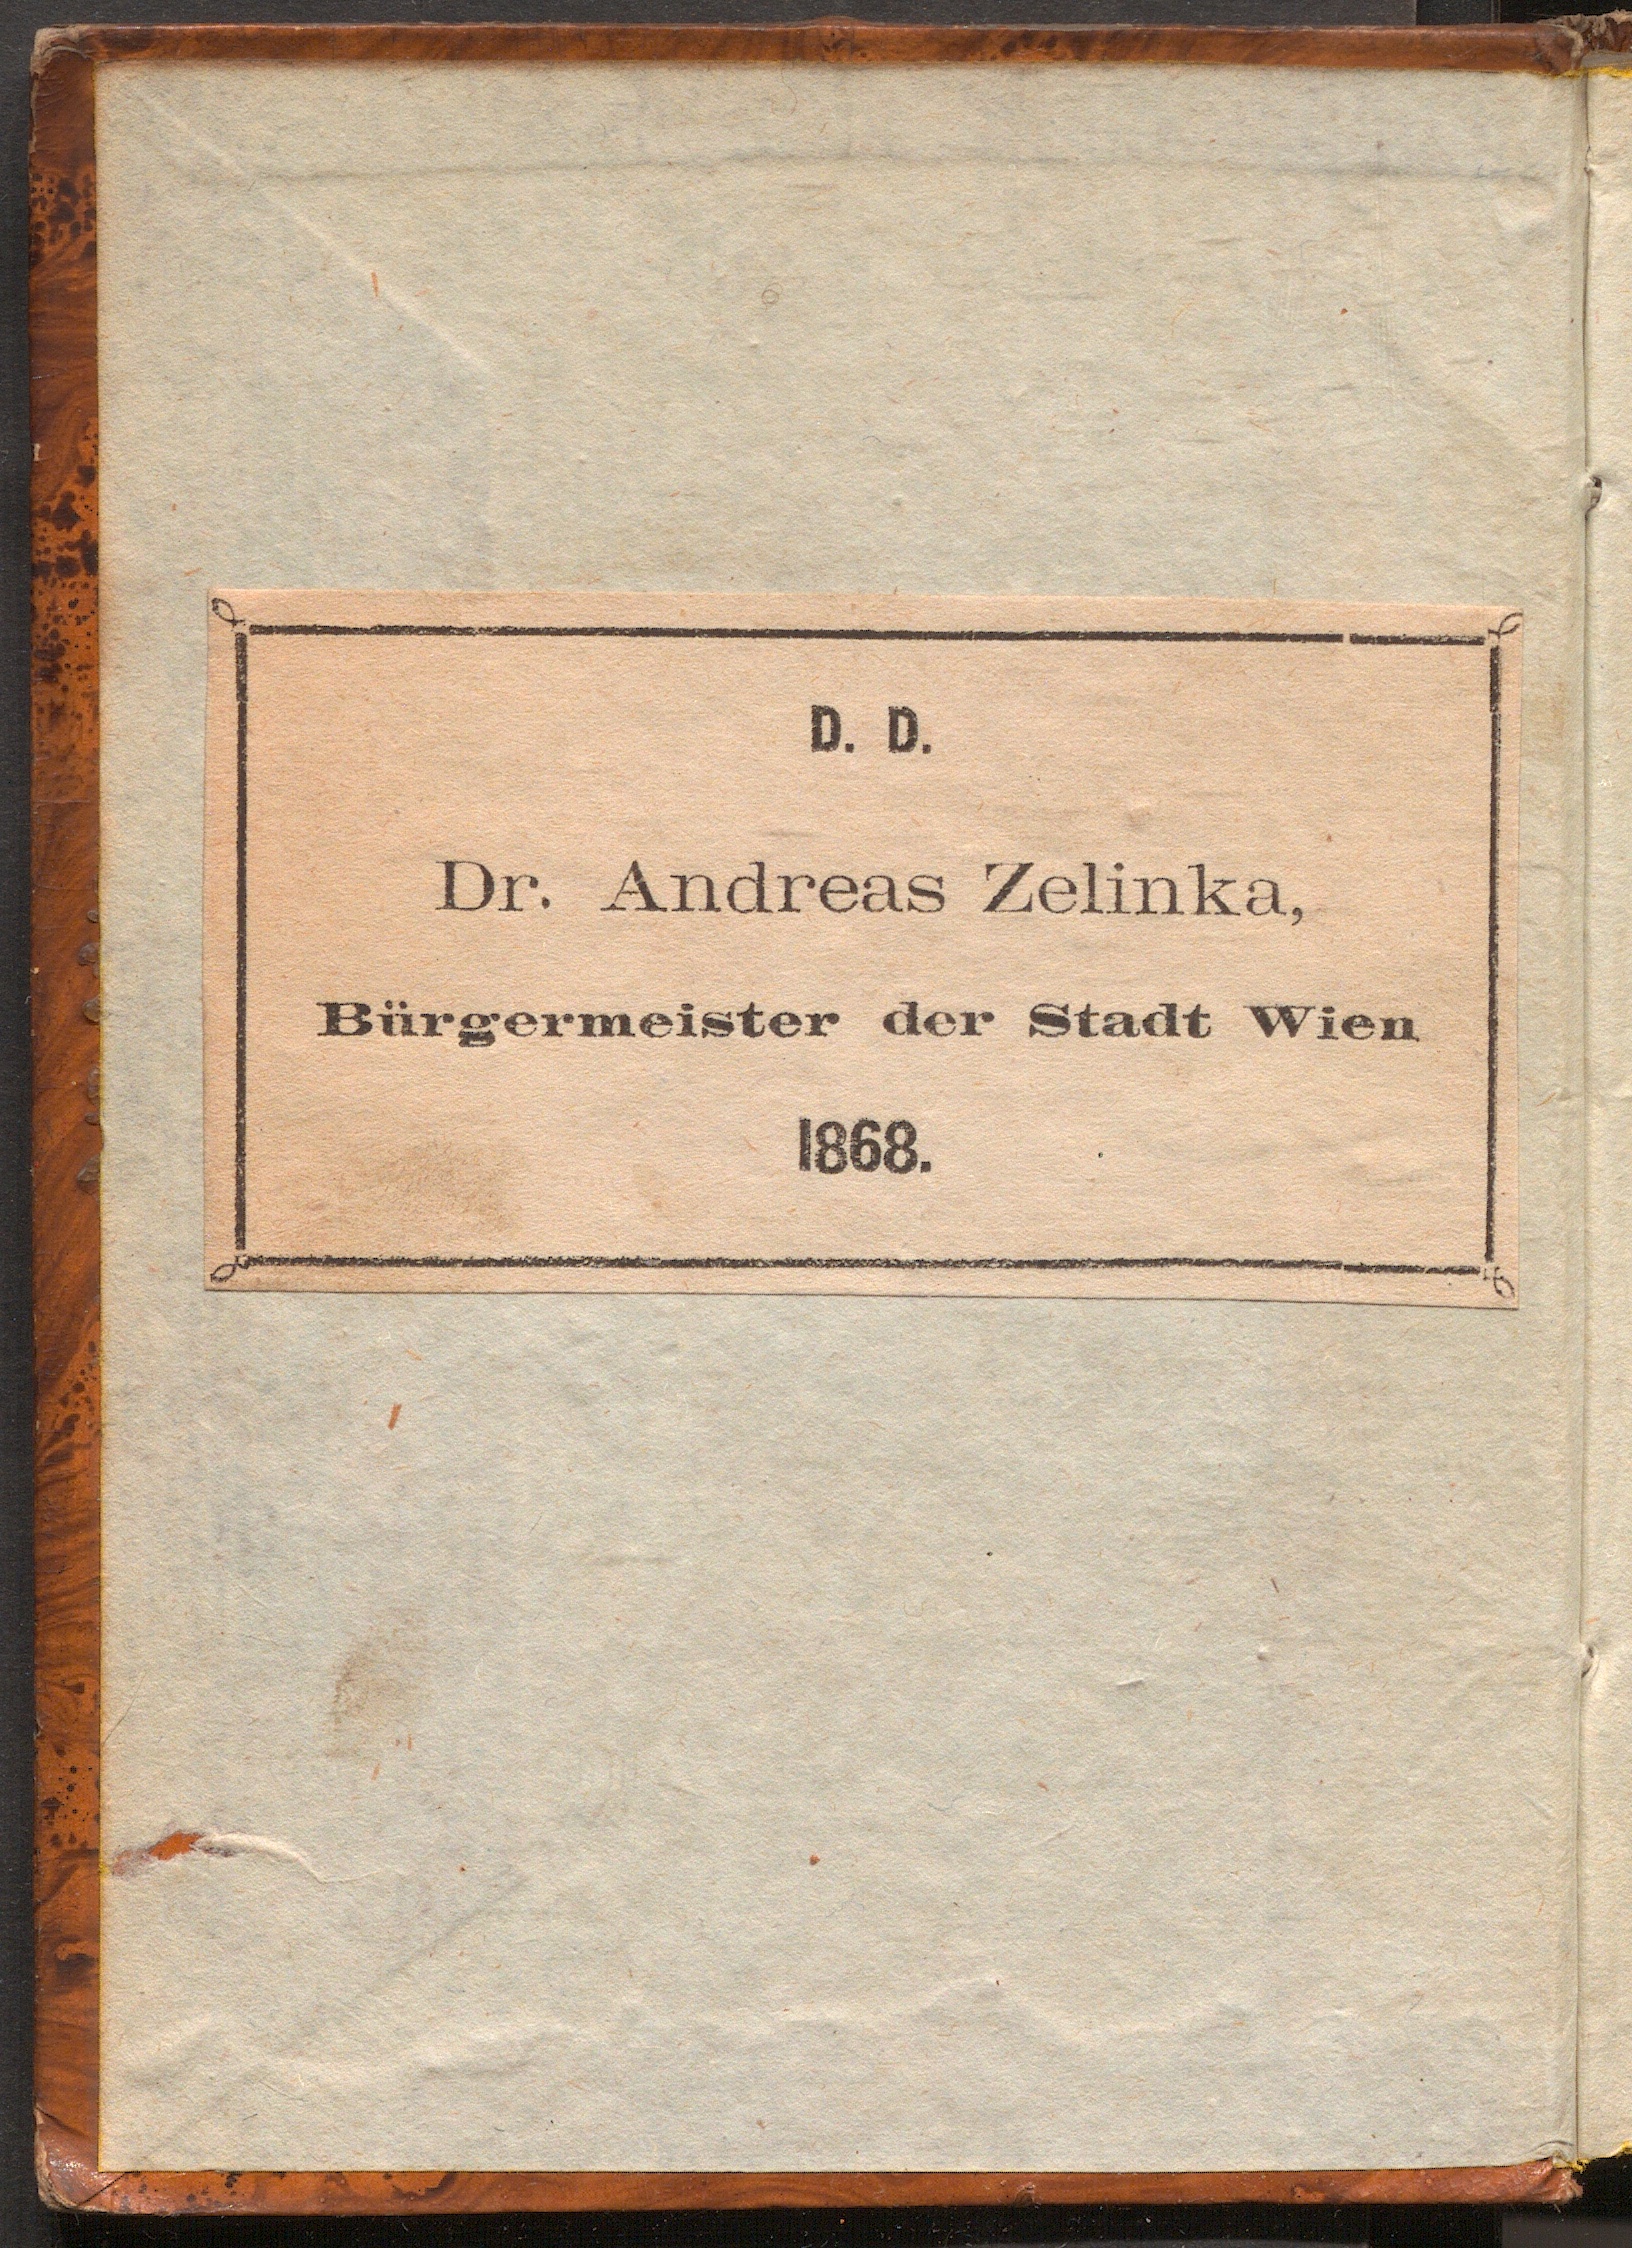 D. D.
Dr. Andreas Zelinka,
Bürgermeister der Stadt Wien
1868.